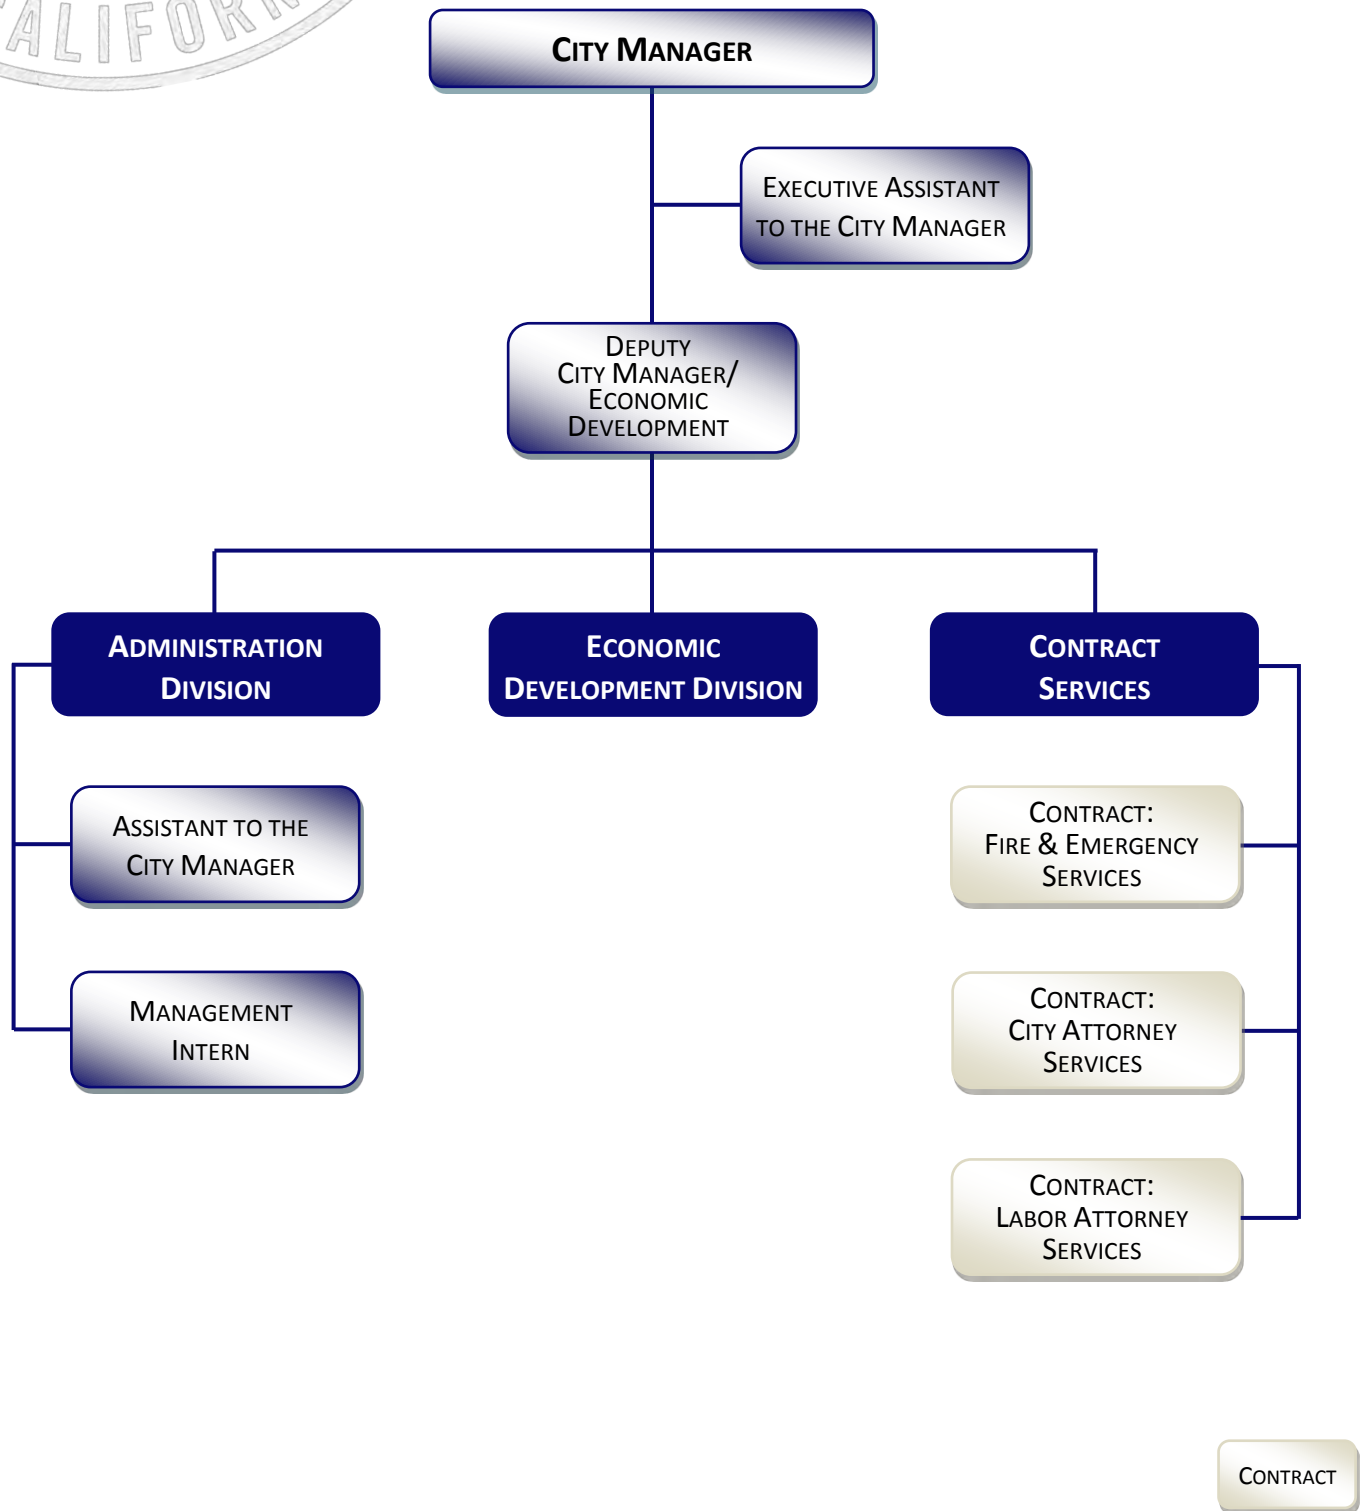 CALIFORN
CITY MANAGER
EXECUTIVE ASSISTANT
TO THE CITY MANAGER
DEPUTY
CITY MANAGER/
ECONOMIC
DEVELOPMENT
ADMINISTRATION
DIVISION
ECONOMIC
DEVELOPMENT DIVISION
CONTRACT
SERVICES
ASSISTANT TO THE
CITY MANAGER
CONTRACT:
FIRE & EMERGENCY
SERVICES
MANAGEMENT
INTERN
CONTRACT:
CITY ATTORNEY
SERVICES
CONTRACT:
LABOR ATTORNEY
SERVICES
CONTRACT